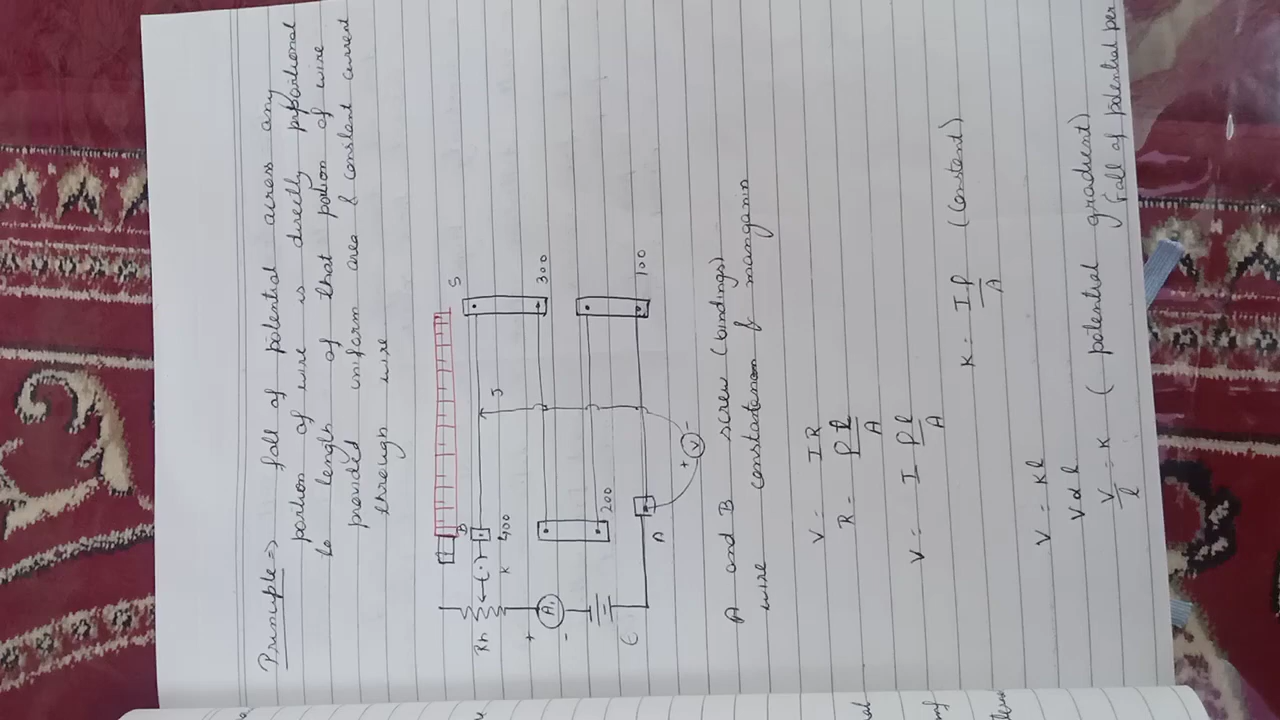 Principle => fall of potential across any
portion of wire is directly proportional
to length of that potion of wire
provided uniform area & constant current
through wire
S
B
J
Rh
K
400
300
+
A
-
200
100
E
A
+
V
-
A and B screw (bindings)
wire constantan & manganin
V = IR
R = ρl/A
V = I ρl/A
K = Iρ/A (constant)
V = Kl
V α l
V/l = K (potential gradient)
fall of potential per